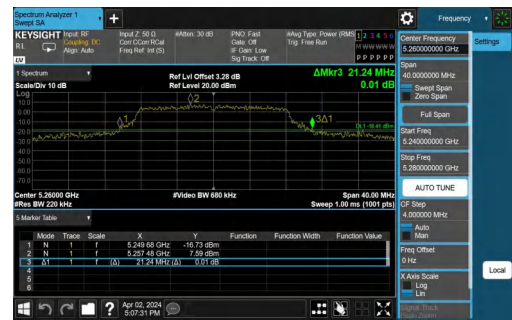 Spectrum Analyzer 1
Swept SA
Frequency
KEYSIGHT
RL
Input: RF
Coupling: DC
Align: Auto
Input Z: 50 Ω
Corr CCorr RCal
Freq Ref: Int (S)
#Atten: 30 dB
PNO: Fast
Gate: Off
IF Gain: Low
Sig Track: Off
#Avg Type: Power (RMS)
Trig: Free Run
1 2 3 4 5 6
M W W W W W
P P P P P P
Center Frequency
5.260000000 GHz
Settings
1 Spectrum
Scale/Div 10 dB
Ref Lvl Offset 3.28 dB
Ref Level 20.00 dBm
ΔMkr3 21.24 MHz
0.01 dB
Log
10.0
0.00
-10.0
-20.0
-30.0
-40.0
-50.0
-60.0
-70.0
◊1
◊2
3Δ1
Center 5.26000 GHz
#Res BW 220 kHz
#Video BW 680 kHz
Span 40.00 MHz
Sweep 1.00 ms (1001 pts)
Span
40.0000000 MHz
Swept Span
Zero Span
Full Span
Start Freq
5.240000000 GHz
Stop Freq
5.280000000 GHz
AUTO TUNE
CF Step
4.000000 MHz
Auto
Man
Freq Offset
0 Hz
X Axis Scale
Log
Lin
Signal Track
Local
5 Marker Table
Mode Trace Scale X Y Function Function Width Function Value
1 N 1 f 5.249 68 GHz -16.73 dBm
2 N 1 f 5.257 48 GHz 7.59 dBm
3 Δ1 1 f (Δ) 21.24 MHz (Δ) 0.01 dB
4
5
6
Apr 02, 2024
5:07:31 PM